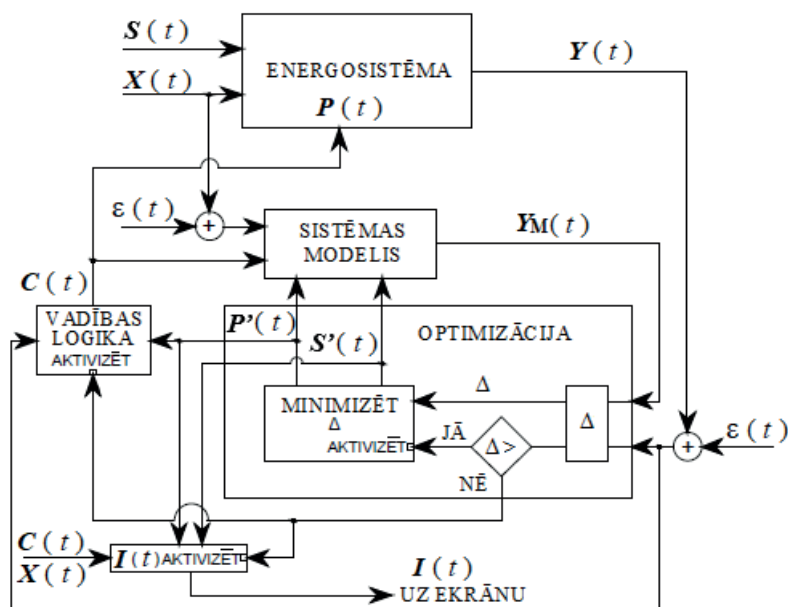 S(t)
X(t)
ENERGOSISTĒMA
P(t)
Y(t)
ε(t)
+
SISTĒMAS
MODELIS
YM(t)
C(t)
VADĪBAS
LOGIKA
AKTIVIZĒT
P'(t)
S'(t)
OPTIMIZĀCIJA
MINIMIZĒT
Δ
AKTIVIZĒT
Δ
JĀ
Δ>
NĒ
Δ
+
ε(t)
C(t)
X(t)
I(t) AKTIVIZĒT
I(t)
UZ EKRĀNU